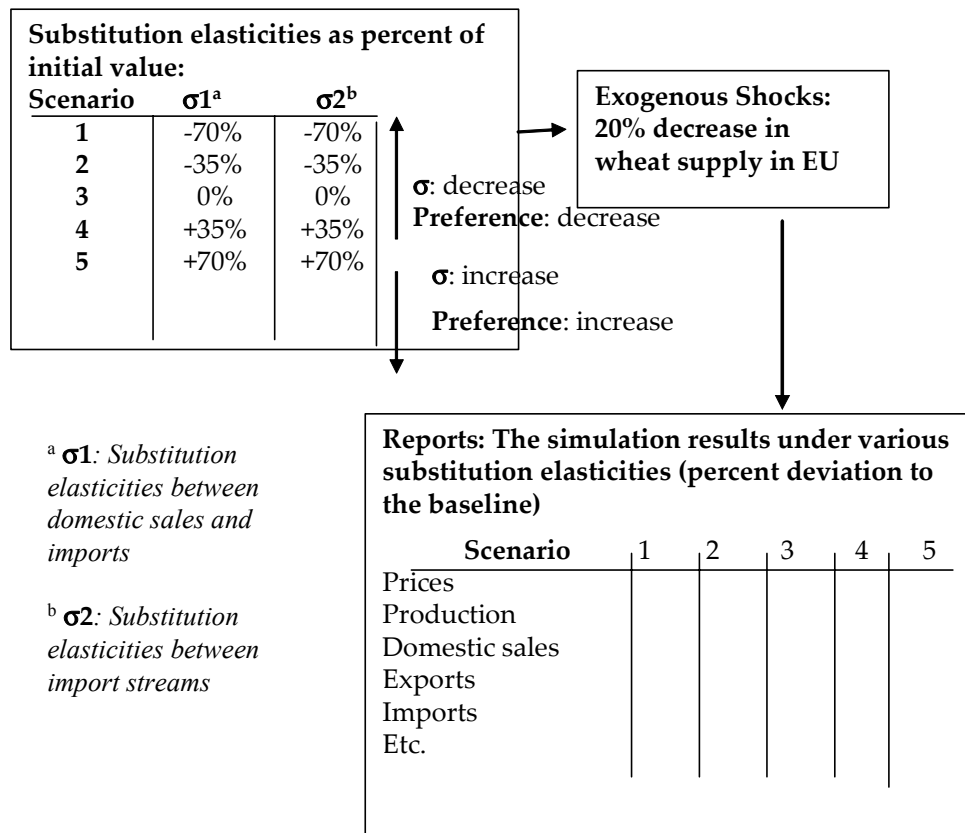 Substitution elasticities as percent of
initial value:
Scenario σ1ᵃ σ2ᵇ
1 -70% -70%
2 -35% -35%
3 0% 0%
4 +35% +35%
5 +70% +70%
σ: decrease
Preference: decrease
σ: increase
Preference: increase
Exogenous Shocks:
20% decrease in
wheat supply in EU
ᵃ σ1: Substitution
elasticities between
domestic sales and
imports
ᵇ σ2: Substitution
elasticities between
import streams
Reports: The simulation results under various
substitution elasticities (percent deviation to
the baseline)
Scenario 1 2 3 4 5
Prices
Production
Domestic sales
Exports
Imports
Etc.